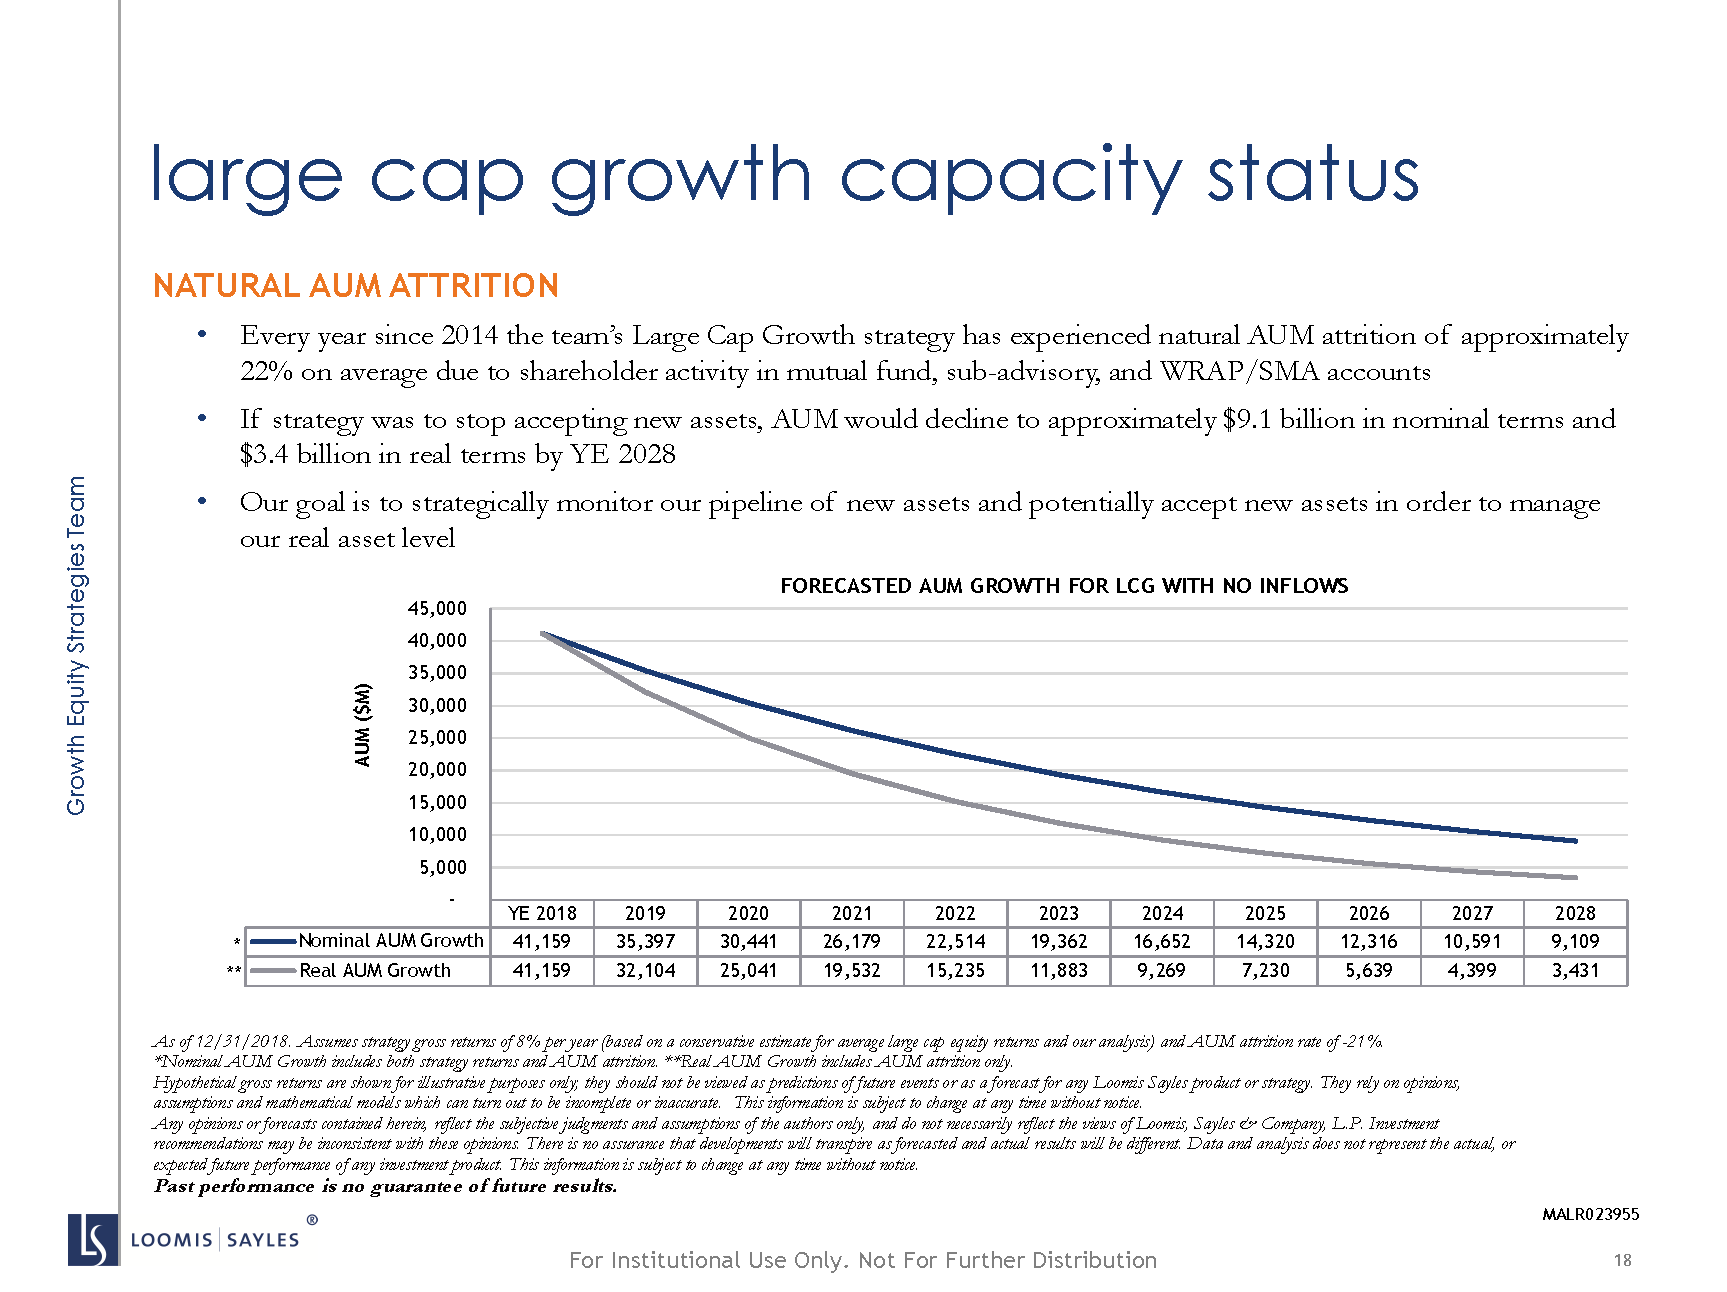 large cap growth capacity status
NATURAL AUM ATTRITION
• Every year since 2014 the team’s Large Cap Growth strategy has experienced natural AUM attrition of approximately
22% on average due to shareholder activity in mutual fund, sub-advisory, and WRAP/SMA accounts
• If strategy was to stop accepting new assets, AUM would decline to approximately $9.1 billion in nominal terms and
$3.4 billion in real terms by YE 2028
• Our goal is to strategically monitor our pipeline of new assets and potentially accept new assets in order to manage
our real asset level
Growth Equity Strategies Team
FORECASTED AUM GROWTH FOR LCG WITH NO INFLOWS
AUM ($M)
45,000
40,000
35,000
30,000
25,000
20,000
15,000
10,000
5,000
-
YE 2018 2019 2020 2021 2022 2023 2024 2025 2026 2027 2028
* Nominal AUM Growth 41,159 35,397 30,441 26,179 22,514 19,362 16,652 14,320 12,316 10,591 9,109
** Real AUM Growth 41,159 32,104 25,041 19,532 15,235 11,883 9,269 7,230 5,639 4,399 3,431
As of 12/31/2018. Assumes strategy gross returns of 8% per year (based on a conservative estimate for average large cap equity returns and our analysis) and AUM attrition rate of -21%.
*Nominal AUM Growth includes both strategy returns and AUM attrition. **Real AUM Growth includes AUM attrition only.
Hypothetical gross returns are shown for illustrative purposes only; they should not be viewed as predictions of future events or as a forecast for any Loomis Sayles product or strategy. They rely on opinions,
assumptions and mathematical models which can turn out to be incomplete or inaccurate. This information is subject to change at any time without notice.
Any opinions or forecasts contained herein, reflect the subjective judgments and assumptions of the authors only, and do not necessarily reflect the views of Loomis, Sayles & Company, L.P. Investment
recommendations may be inconsistent with these opinions. There is no assurance that developments will transpire as forecasted and actual results will be different. Data and analysis does not represent the actual, or
expected future performance of any investment product. This information is subject to change at any time without notice.
Past performance is no guarantee of future results.
MALR023955
LS LOOMIS | SAYLES ®
For Institutional Use Only. Not For Further Distribution
18